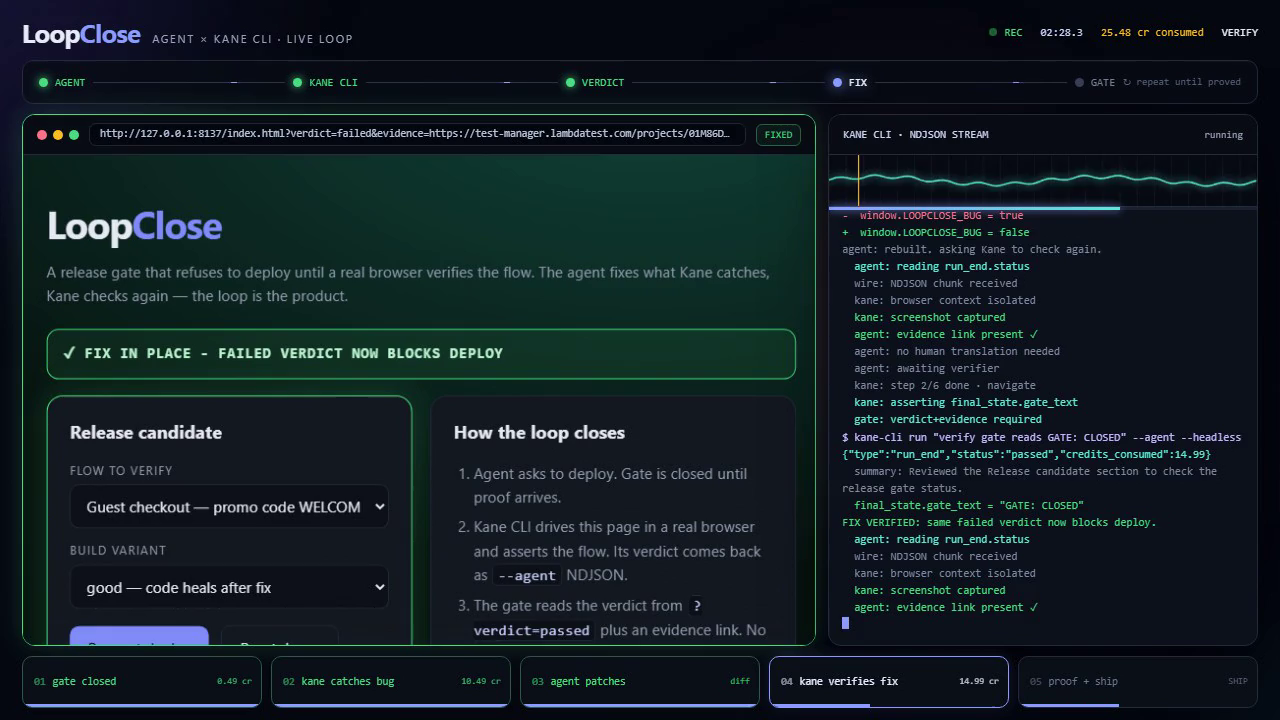 LoopClose AGENT × KANE CLI · LIVE LOOP
REC 02:28.3 25.48 cr consumed VERIFY
AGENT – KANE CLI – VERDICT – FIX – GATE ↻ repeat until proved
http://127.0.0.1:8137/index.html?verdict=failed&evidence=https://test-manager.lambdatest.com/projects/01M86D… FIXED
LoopClose
A release gate that refuses to deploy until a real browser verifies the flow. The agent fixes what Kane catches,
Kane checks again — the loop is the product.
✓ FIX IN PLACE - FAILED VERDICT NOW BLOCKS DEPLOY
Release candidate
FLOW TO VERIFY
Guest checkout — promo code WELCOM
BUILD VARIANT
good — code heals after fix
How the loop closes
1. Agent asks to deploy. Gate is closed until
proof arrives.
2. Kane CLI drives this page in a real browser
and asserts the flow. Its verdict comes back
as --agent NDJSON.
3. The gate reads the verdict from ?
verdict=passed plus an evidence link. No
KANE CLI · NDJSON STREAM running
- window.LOOPCLOSE_BUG = true
+ window.LOOPCLOSE_BUG = false
agent: rebuilt. asking Kane to check again.
agent: reading run_end.status
wire: NDJSON chunk received
kane: browser context isolated
kane: screenshot captured
agent: evidence link present ✓
agent: no human translation needed
agent: awaiting verifier
kane: step 2/6 done · navigate
kane: asserting final_state.gate_text
gate: verdict+evidence required
$ kane-cli run "verify gate reads GATE: CLOSED" --agent --headless
{"type":"run_end","status":"passed","credits_consumed":14.99}
summary: Reviewed the Release candidate section to check the
release gate status.
final_state.gate_text = "GATE: CLOSED"
FIX VERIFIED: same failed verdict now blocks deploy.
agent: reading run_end.status
wire: NDJSON chunk received
kane: browser context isolated
kane: screenshot captured
agent: evidence link present ✓
01 gate closed 0.49 cr
02 kane catches bug 10.49 cr
03 agent patches diff
04 kane verifies fix 14.99 cr
05 proof + ship SHIP